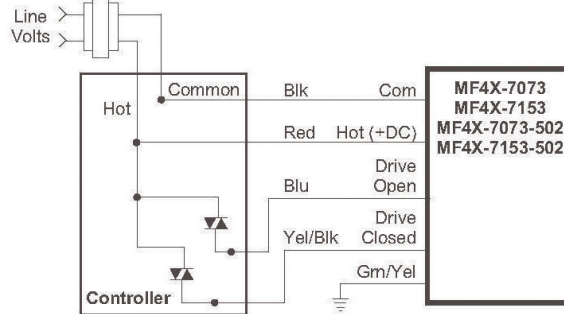 Line
Volts
Common
Hot
Blk
Com
Red
Hot (+DC)
Drive
Blu
Open
Drive
Yel/Blk
Closed
Grn/Yel
Controller
MF4X-7073
MF4X-7153
MF4X-7073-502
MF4X-7153-502